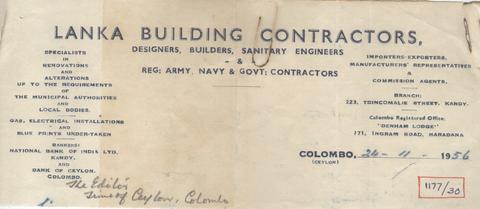 LANKA BUILDING CONTRACTORS,
DESIGNERS, BUILDERS, SANITARY ENGINEERS
- & -
REG: ARMY, NAVY & GOVT: CONTRACTORS
SPECIALISTS
IN
RENOVATIONS
AND
ALTERATIONS
UP TO THE REQUIREMENTS
OF
THE MUNICIPAL AUTHORITIES
AND
LOCAL BODIES.
GAS, ELECTRICAL INSTALLATIONS
AND
BLUE PRINTS UNDER-TAKEN
BANKERS:
NATIONAL BANK OF INDIA LTD.
KANDY.
AND
BANK OF CEYLON.
COLOMBO.
IMPORTERS-EXPORTERS.
MANUFACTURERS' REPRESENTATIVES
&
COMMISSION AGENTS.
BRANCH:
223, TRINCOMALIE STREET, KANDY.
Colombo Registered Office:
"DENHAM LODGE"
171, INGRAM ROAD, MARADANA
COLOMBO, 24-11-1956
(CEYLON)
1177/30
The Editor
Times of Ceylon, Colombo